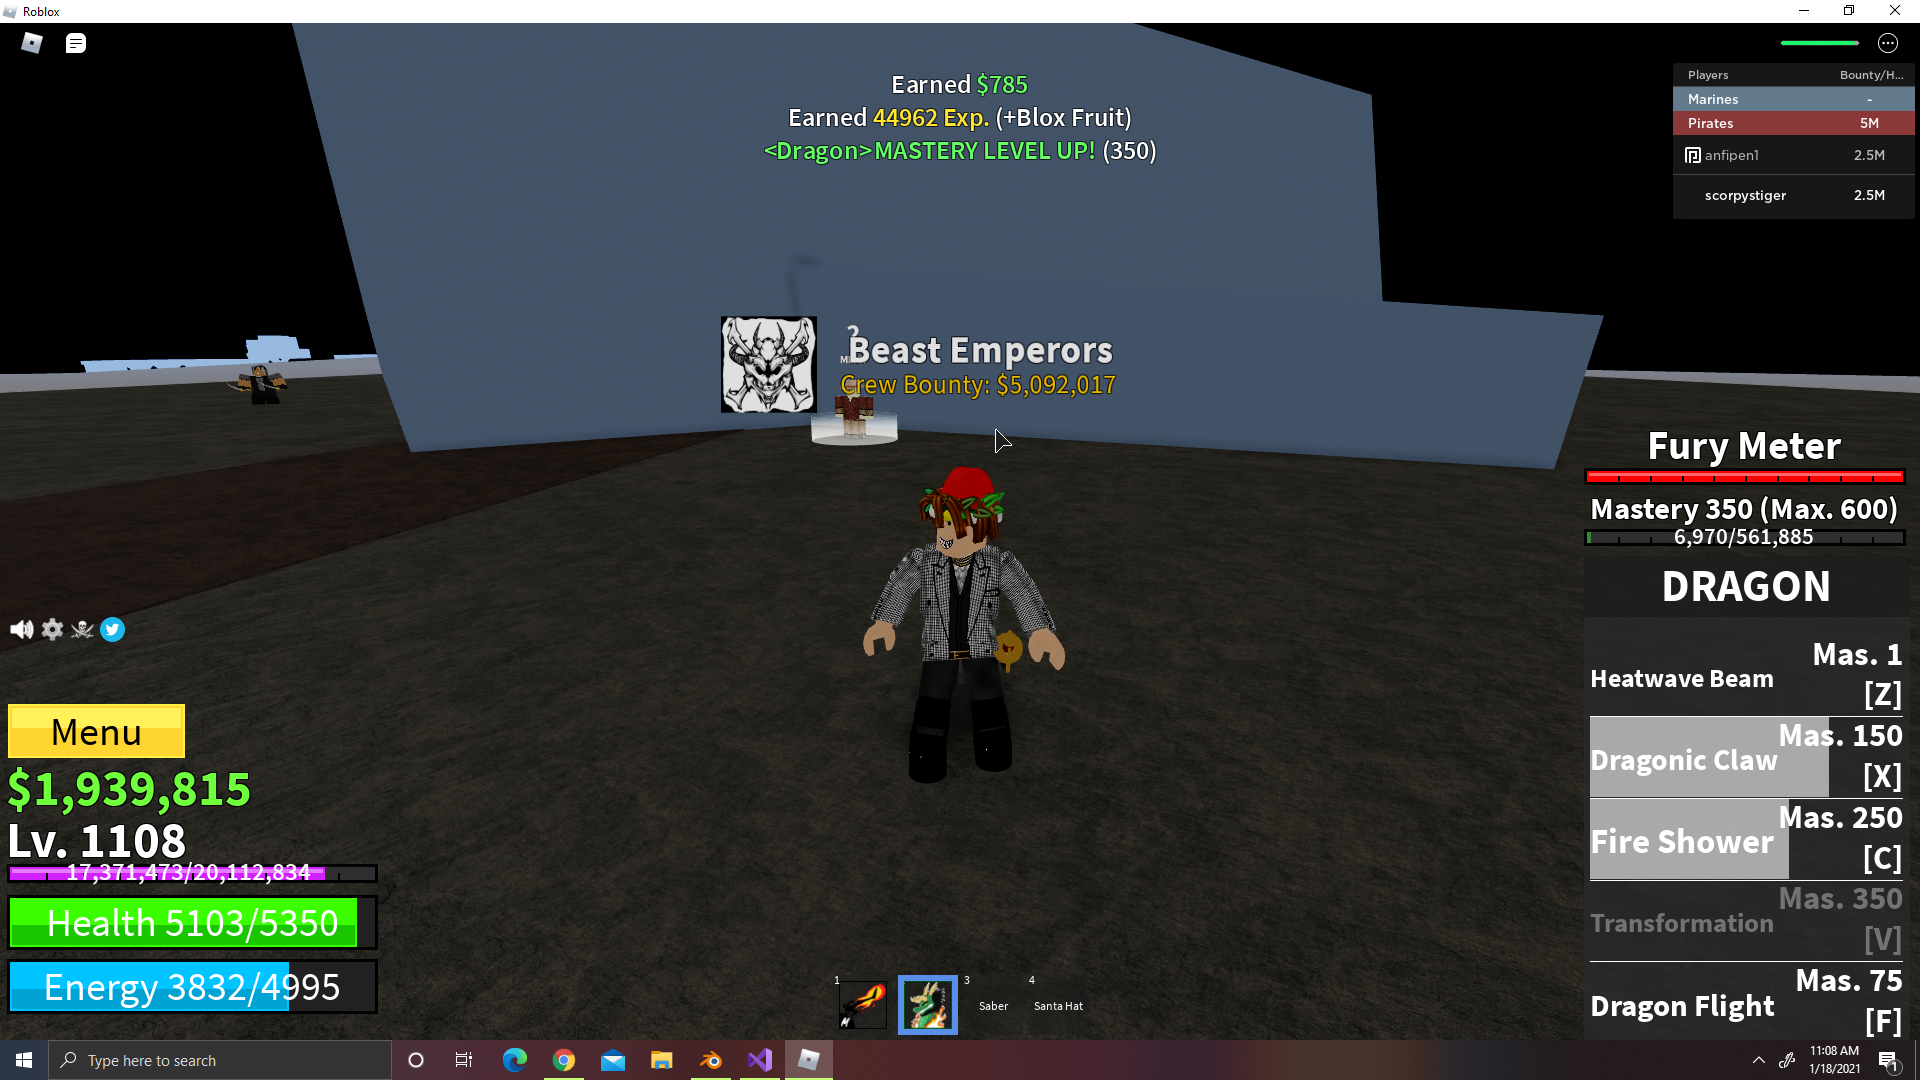 Roblox
Earned $785
Earned 44962 Exp. (+Blox Fruit)
<Dragon>MASTERY LEVEL UP! (350)
Players Bounty/H...
Marines -
Pirates 5M
anfipen1 2.5M
scorpystiger 2.5M
?
Beast Emperors
Crew Bounty: $5,092,017
Fury Meter
Mastery 350 (Max. 600)
6,970/561,885
DRAGON
Mas. 1
Heatwave Beam
[Z]
Mas. 150
Dragonic Claw
[X]
Mas. 250
Fire Shower
[C]
Mas. 350
Transformation
[V]
Mas. 75
Dragon Flight
[F]
Menu
$1,939,815
Lv. 1108
17,371,473/20,112,834
Health 5103/5350
Energy 3832/4995
1 3 4
Saber Santa Hat
Type here to search
11:08 AM
1/18/2021
1